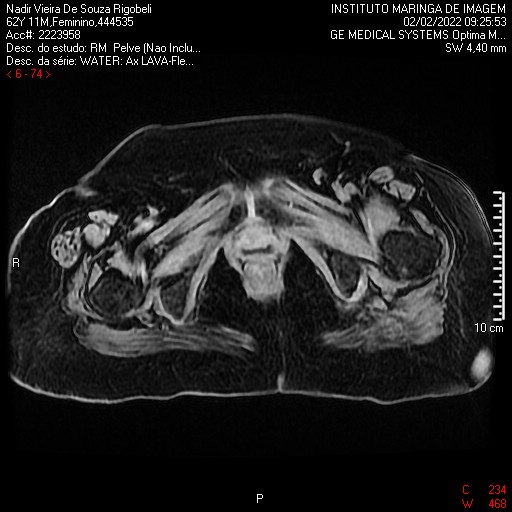 Nadir Vieira De Souza Rigobeli
62Y 11M,Feminino,444535
Acc#: 2223958
Desc. do estudo: RM Pelve (Nao Inclu...
Desc. da série: WATER: Ax LAVA-Fle...
< 6 - 74 >
INSTITUTO MARINGA DE IMAGEM
02/02/2022 09:25:53
GE MEDICAL SYSTEMS Optima M...
SW 4,40 mm
R
10 cm
P
C 234
W 468